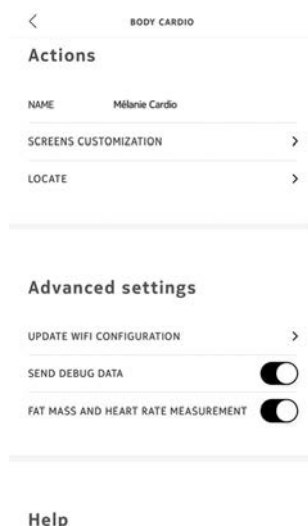 BODY CARDIO
Actions
NAME Mélanie Cardio
SCREENS CUSTOMIZATION
LOCATE
Advanced settings
UPDATE WIFI CONFIGURATION
SEND DEBUG DATA
FAT MASS AND HEART RATE MEASUREMENT
Help